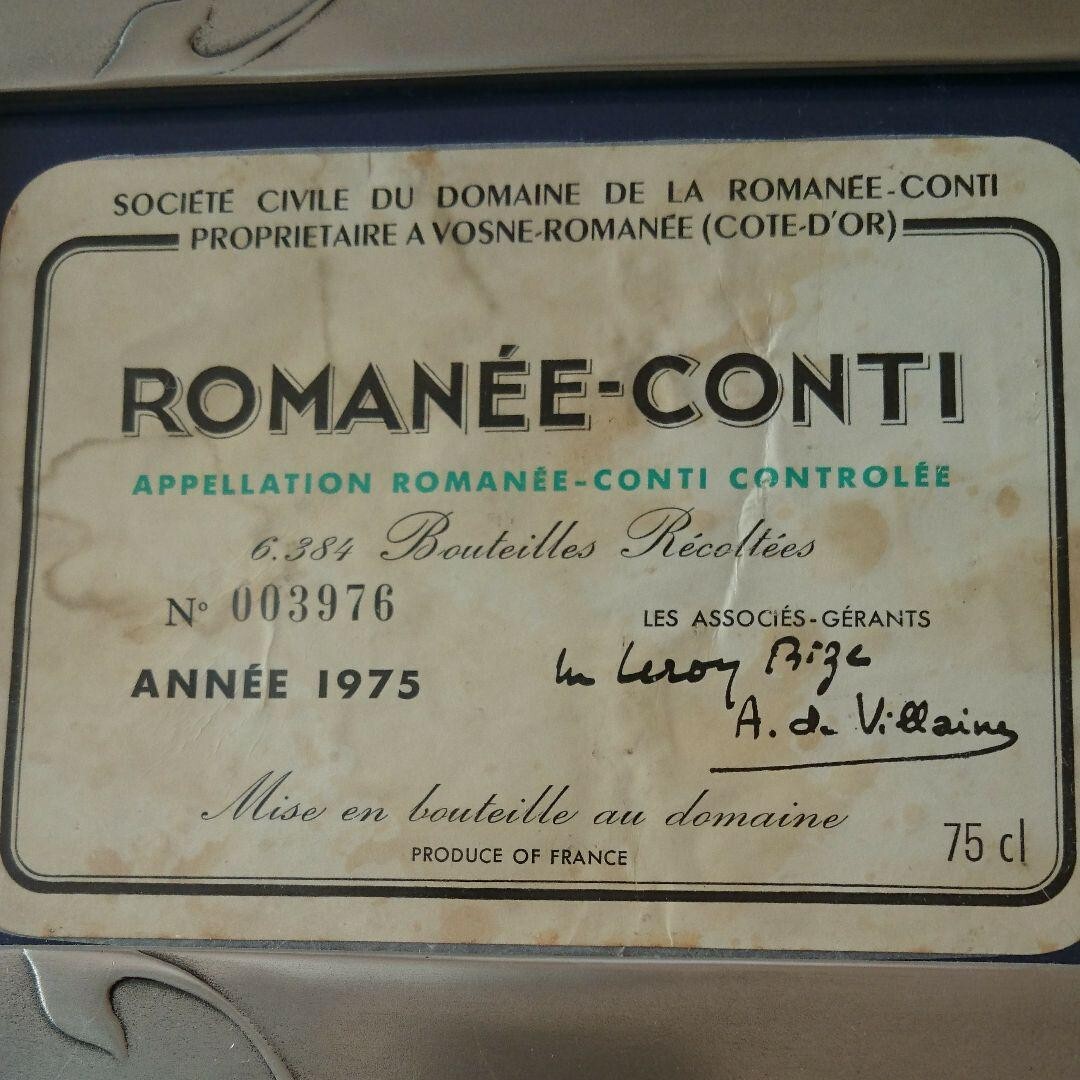 SOCIÉTÉ CIVILE DU DOMAINE DE LA ROMANÉE-CONTI
PROPRIETAIRE A VOSNE-ROMANÉE (COTE-D'OR)
ROMANÉE-CONTI
APPELLATION ROMANÉE-CONTI CONTROLÉE
6.384 Bouteilles Récoltées
N° 003976
LES ASSOCIÉS-GÉRANTS
ANNÉE 1975
Leroy Bize
A. de Villaine
Mise en bouteille au domaine
75 cl
PRODUCE OF FRANCE